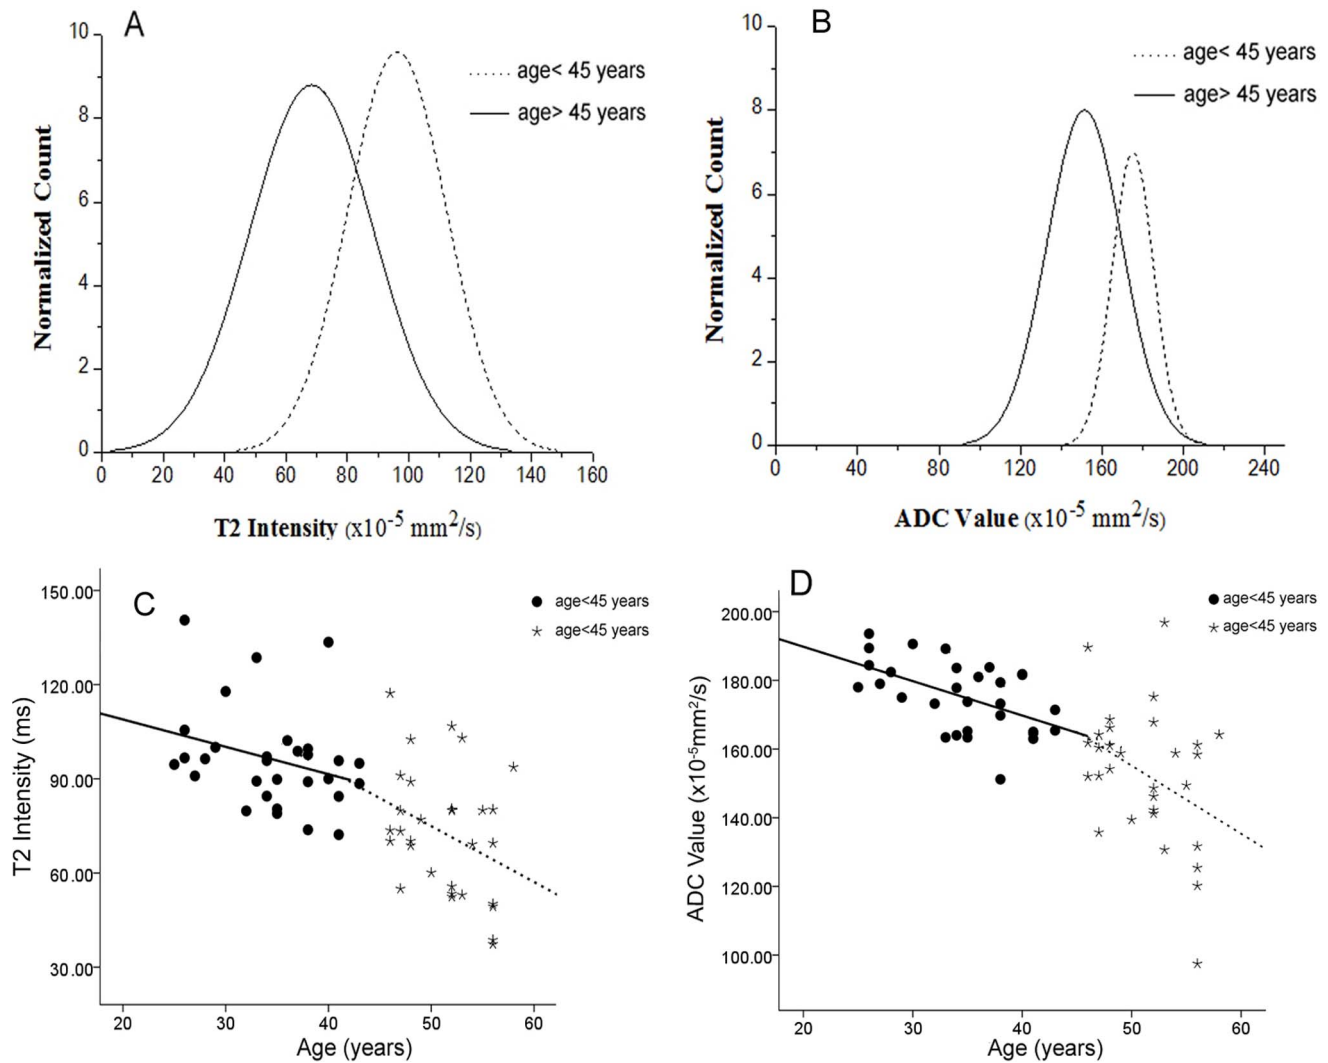 A
10
8
6
4
2
0
Normalized Count
age< 45 years
age> 45 years
0 20 40 60 80 100 120 140 160
T2 Intensity (x10-5 mm2/s)
B
10
8
6
4
2
0
Normalized Count
age< 45 years
age> 45 years
0 40 80 120 160 200 240
ADC Value (x10-5 mm2/s)
C
150.00
120.00
90.00
60.00
30.00
T2 Intensity (ms)
age<45 years
age<45 years
20 30 40 50 60
Age (years)
D
200.00
180.00
160.00
140.00
120.00
100.00
ADC Value (x10-5mm2/s)
age<45 years
age<45 years
20 30 40 50 60
Age (years)